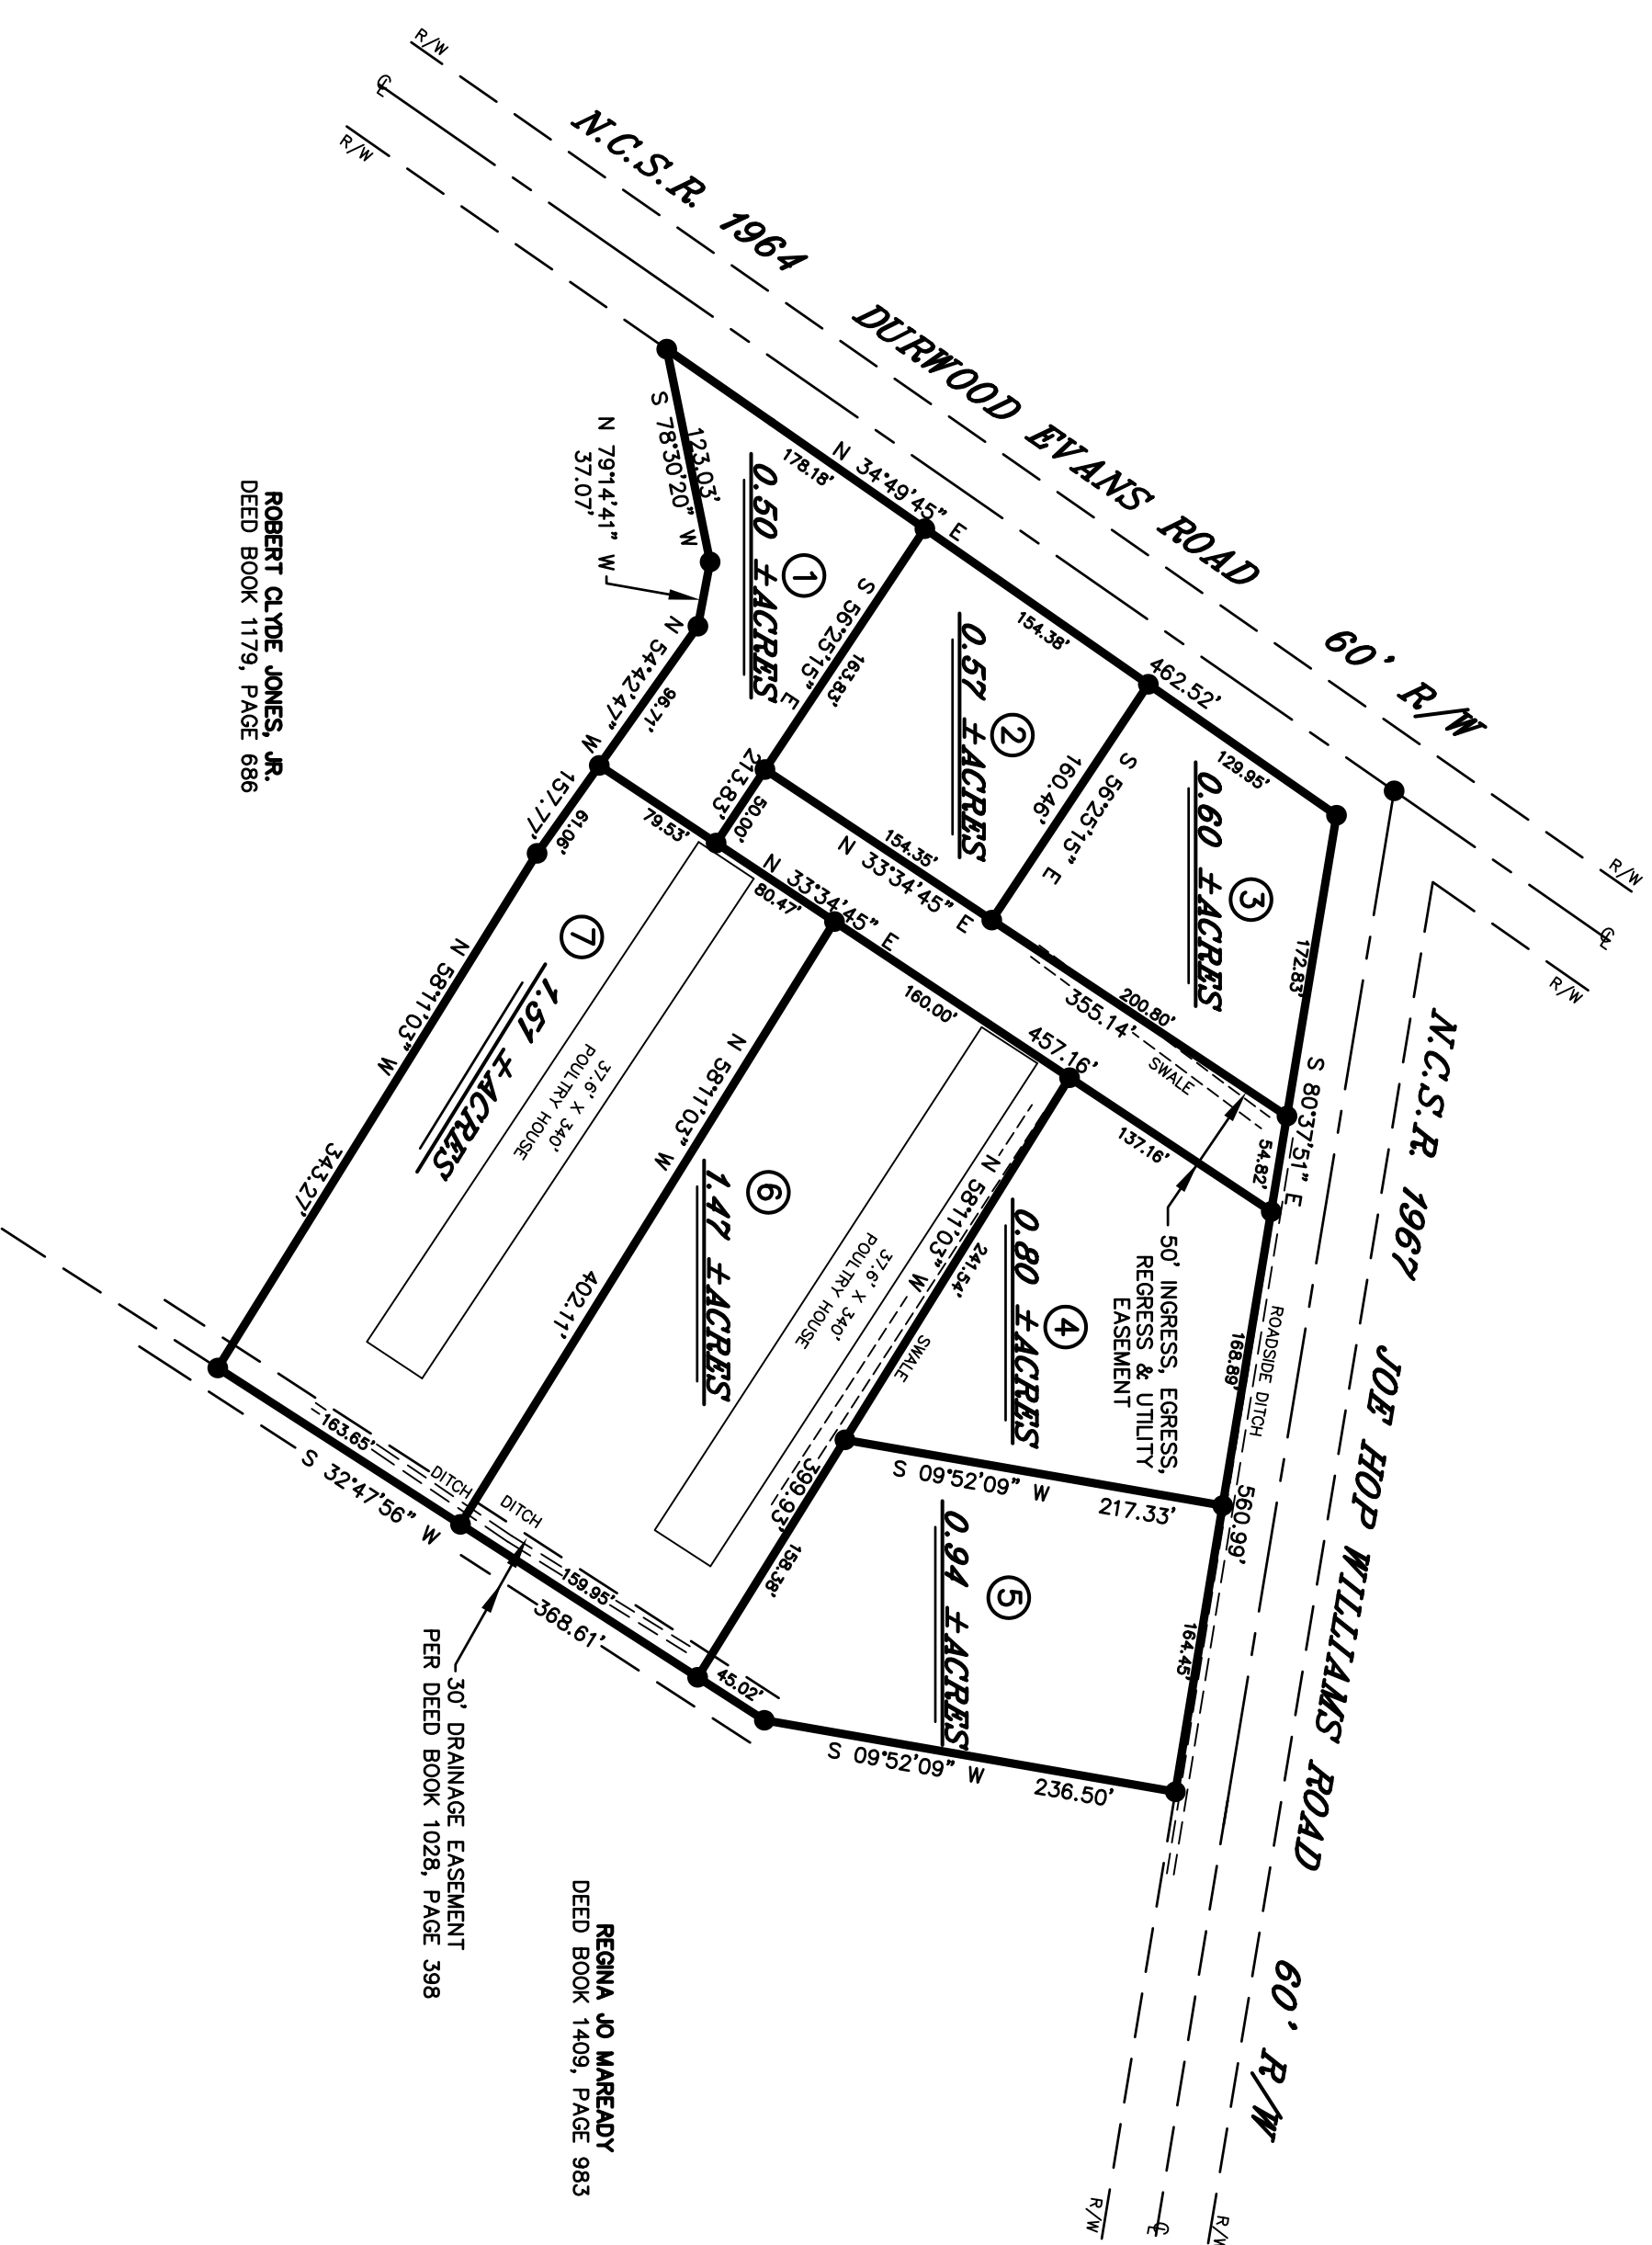 R/W
℄
R/W
N.C.S.R. 1964 DURWOOD EVANS ROAD 60' R/W
R/W
℄
R/W
N.C.S.R. 1967 JOE HOP WILLIAMS ROAD 60' R/W
R/W
℄
R/W
N 34°49'45" E
462.52'
178.18'
154.38'
129.95'
S 80°37'51" E
560.99'
172.83'
54.82'
168.89'
164.45'
ROADSIDE DITCH
1
0.50 ±ACRES
123.03'
S 78°30'20" W
N 79°14'41" W
37.07'
N 54°42'47" W
157.77'
96.71'
61.06'
S 56°25'15" E
163.83'
213.83'
50.00'
2
0.57 ±ACRES
S 56°25'15" E
160.46'
3
0.60 ±ACRES
N 33°34'45" E
355.14'
154.35'
200.80'
SWALE
N 33°34'45" E
457.16'
79.53'
80.47'
160.00'
137.16'
50' INGRESS, EGRESS,
REGRESS & UTILITY
EASEMENT
4
0.80 ±ACRES
S 09°52'09" W 217.33'
5
0.94 ±ACRES
S 09°52'09" W 236.50'
N 58°11'03" W
399.93'
241.54'
158.38'
SWALE
37.6' X 340'
POULTRY HOUSE
6
1.47 ±ACRES
N 58°11'03" W
402.11'
37.6' X 340'
POULTRY HOUSE
7
1.51 ±ACRES
N 58°11'03" W
343.27'
S 32°47'56" W
368.61'
163.65'
159.95'
45.02'
DITCH
DITCH
30' DRAINAGE EASEMENT
PER DEED BOOK 1028, PAGE 398
ROBERT CLYDE JONES, JR.
DEED BOOK 1179, PAGE 686
REGINA JO MAREADY
DEED BOOK 1409, PAGE 983